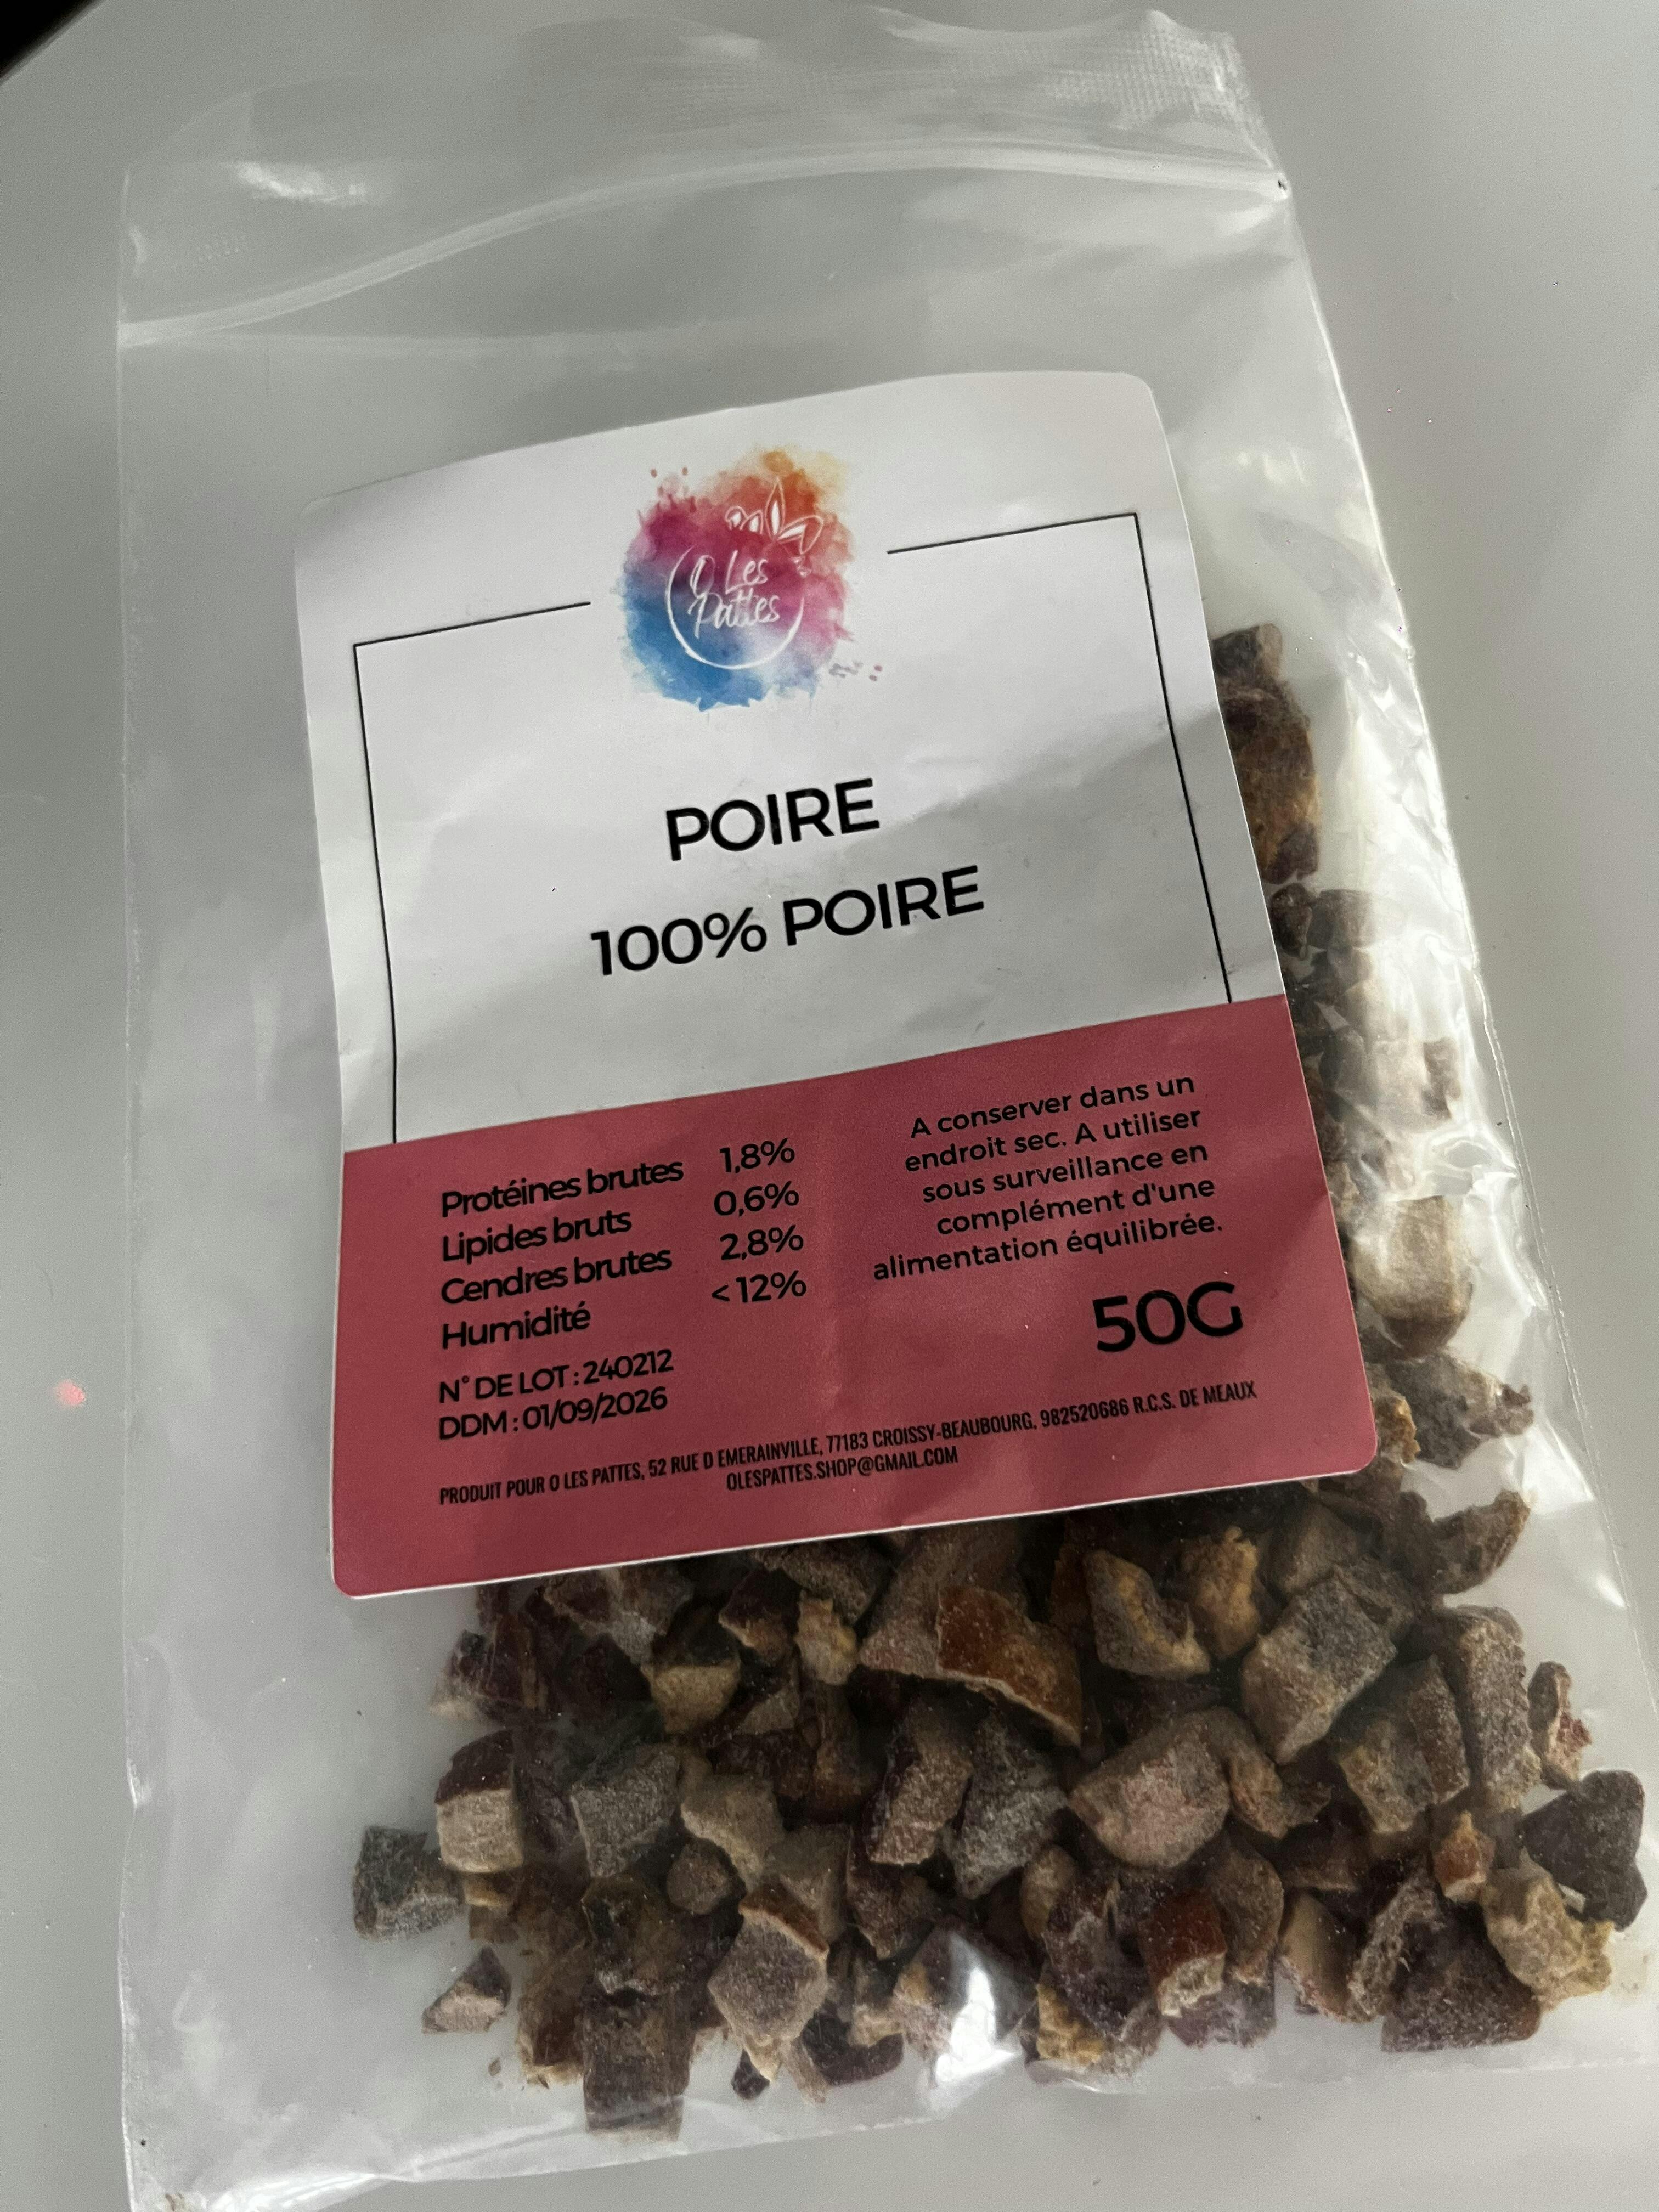 O Les
Pattes
POIRE
100% POIRE
Protéines brutes 1,8%
Lipides bruts 0,6%
Cendres brutes 2,8%
Humidité <12%
N° DE LOT : 240212
DDM : 01/09/2026
A conserver dans un
endroit sec. A utiliser
sous surveillance en
complément d'une
alimentation équilibrée.
50G
PRODUIT POUR O LES PATTES, 52 RUE D EMERAINVILLE, 77183 CROISSY-BEAUBOURG, 982520686 R.C.S. DE MEAUX
OLESPATTES.SHOP@GMAIL.COM